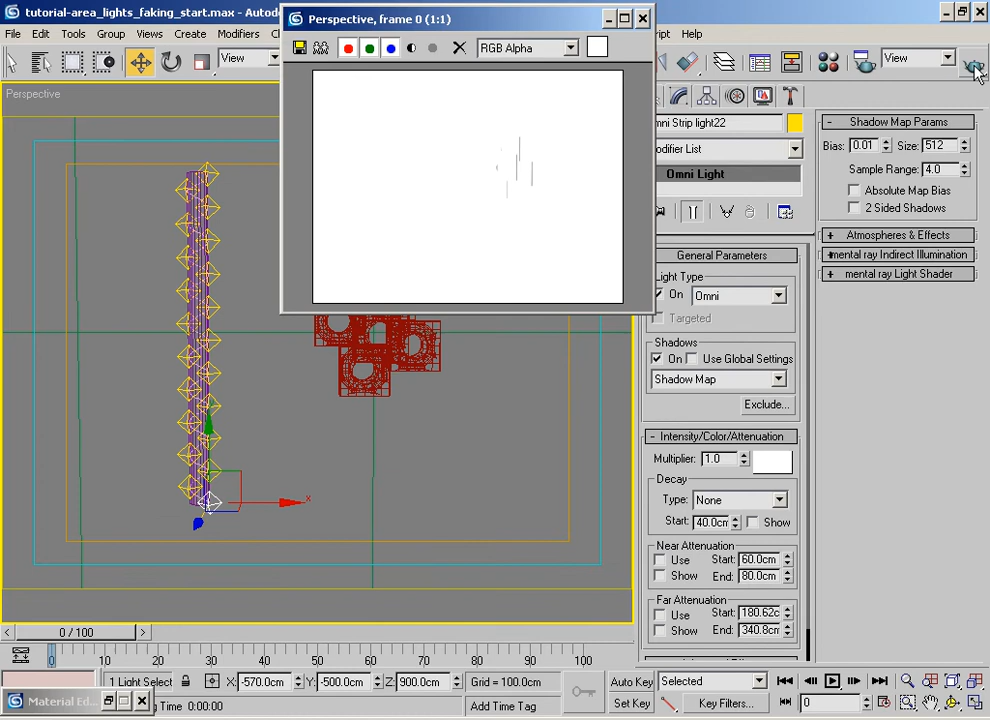 tutorial-area_lights_faking_start.max - Autodes
Perspective, frame 0 (1:1)
File Edit Tools Group Views Create Modifiers
ript Help
RGB Alpha
View
View
Perspective
mni Strip light22
odifier List
Omni Light
Shadow Map Params
Bias: 0.01 Size: 512
Sample Range: 4.0
Absolute Map Bias
2 Sided Shadows
+ Atmospheres & Effects
+ mental ray Indirect Illumination
+ mental ray Light Shader
General Parameters
Light Type
On Omni
Targeted
Shadows
On Use Global Settings
Shadow Map
Exclude...
- Intensity/Color/Attenuation
Multiplier: 1.0
Decay
Type: None
Start: 40.0cm Show
Near Attenuation
Use Start: 60.0cm
Show End: 80.0cm
Far Attenuation
Use Start: 180.62c
Show End: 340.8cm
x
0 / 100
0 10 20 30 40 50 60 70 80 90 100
1 Light Select X: -570.0cm Y: -500.0cm Z: 900.0cm Grid = 100.0cm Auto Key Selected
Material Ed... g Time 0:00:00 Add Time Tag Set Key Key Filters... 0